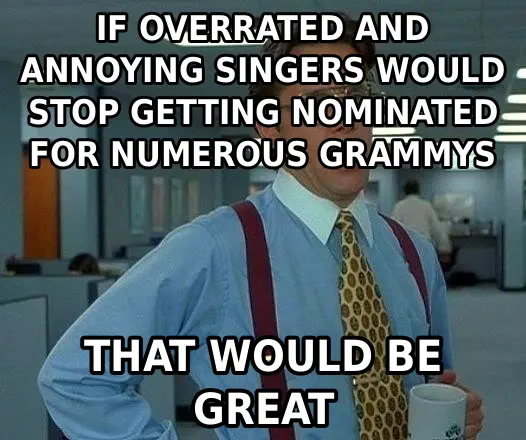 IF OVERRATED AND
ANNOYING SINGERS WOULD
STOP GETTING NOMINATED
FOR NUMEROUS GRAMMYS
THAT WOULD BE
GREAT